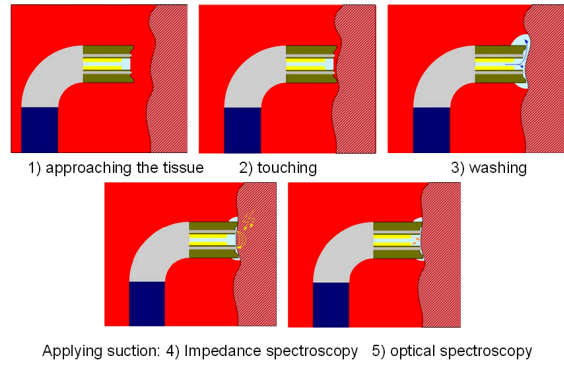 1) approaching the tissue 2) touching 3) washing
Applying suction: 4) Impedance spectroscopy 5) optical spectroscopy